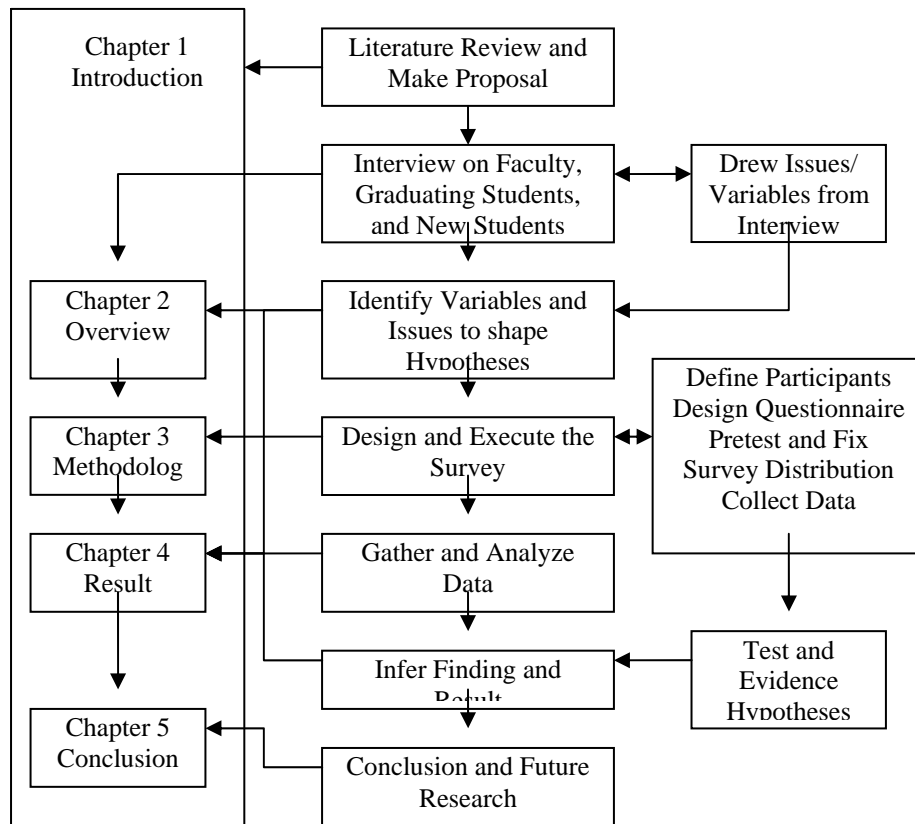 Chapter 1
Introduction
Literature Review and
Make Proposal
Interview on Faculty,
Graduating Students,
and New Students
Drew Issues/
Variables from
Interview
Chapter 2
Overview
Identify Variables and
Issues to shape
Hypotheses
Define Participants
Design Questionnaire
Pretest and Fix
Survey Distribution
Collect Data
Chapter 3
Methodolog
Design and Execute the
Survey
Chapter 4
Result
Gather and Analyze
Data
Infer Finding and
Result
Test and
Evidence
Hypotheses
Chapter 5
Conclusion
Conclusion and Future
Research